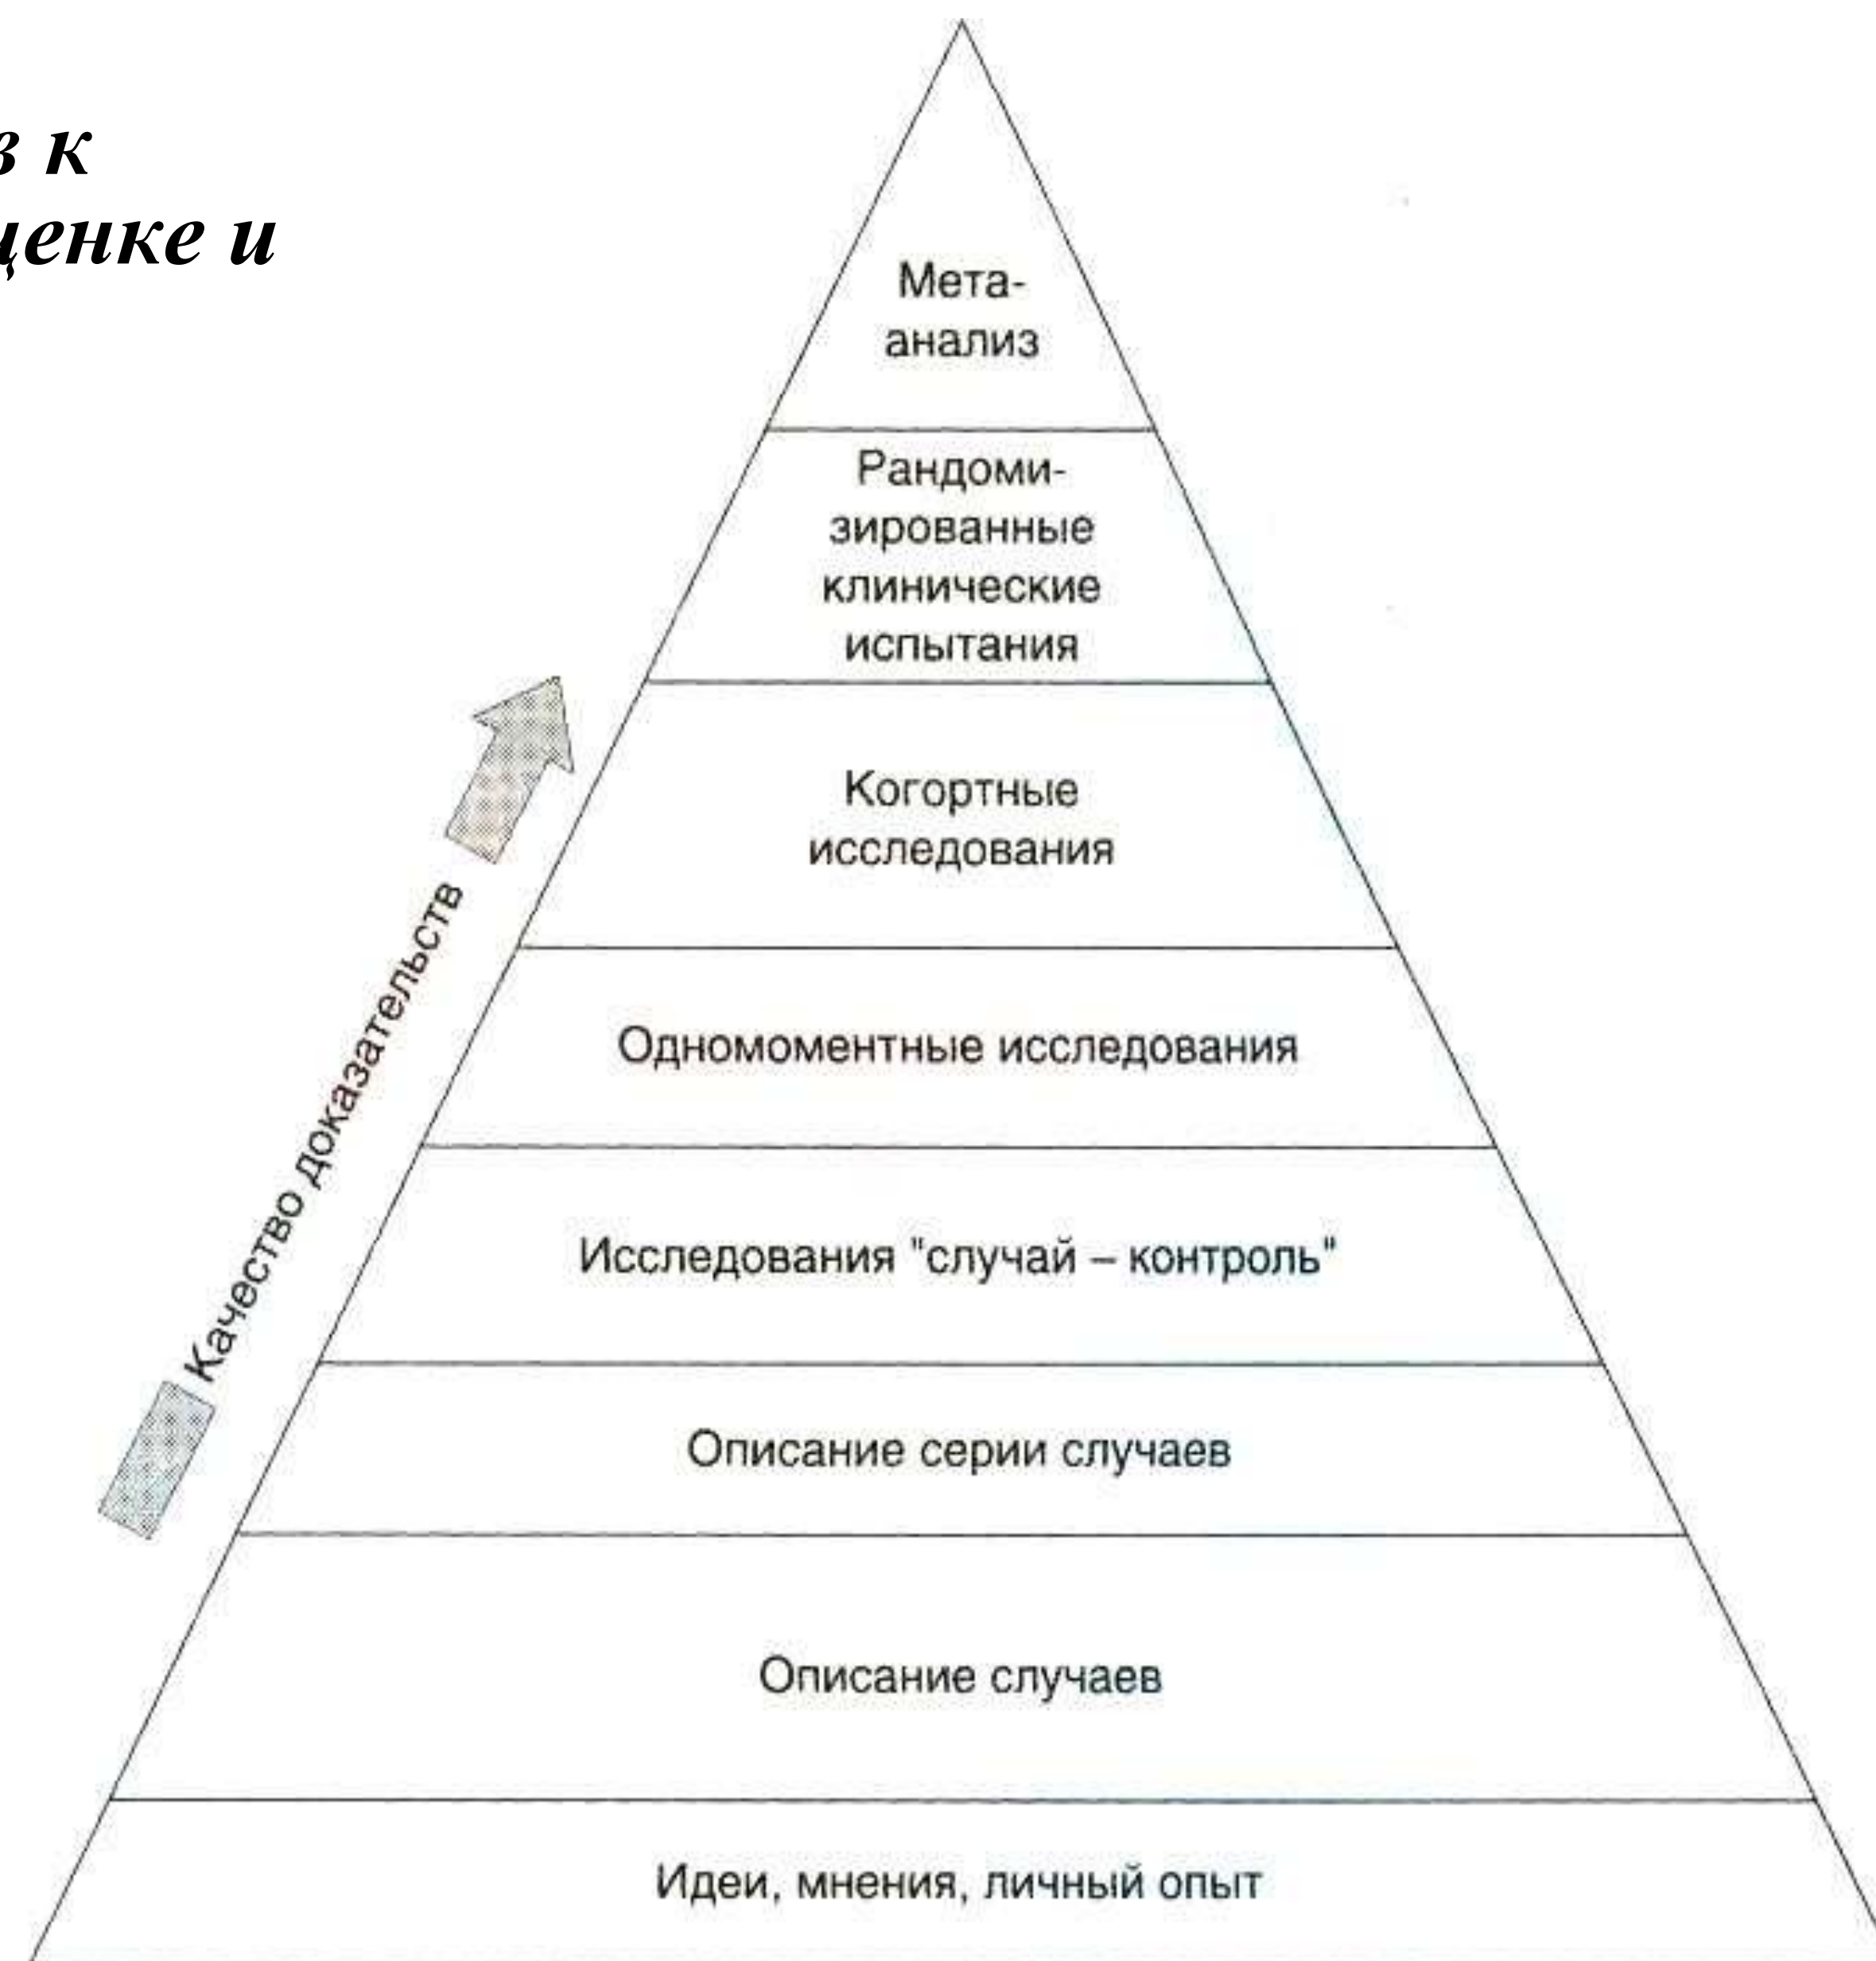 в к
ценке и
Мета-
анализ
Рандоми-
зированные
клинические
испытания
Когортные
исследования
Одномоментные исследования
Исследования "случай – контроль"
Описание серии случаев
Описание случаев
Идеи, мнения, личный опыт
Качество доказательств